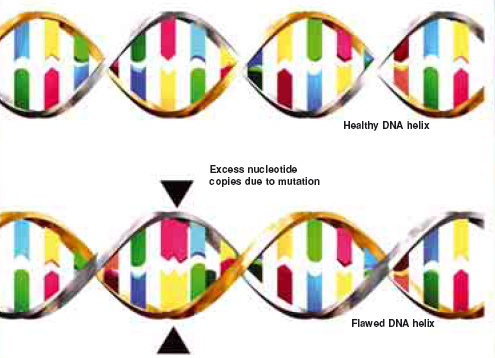 Healthy DNA helix
Excess nucleotide
copies due to mutation
Flawed DNA helix